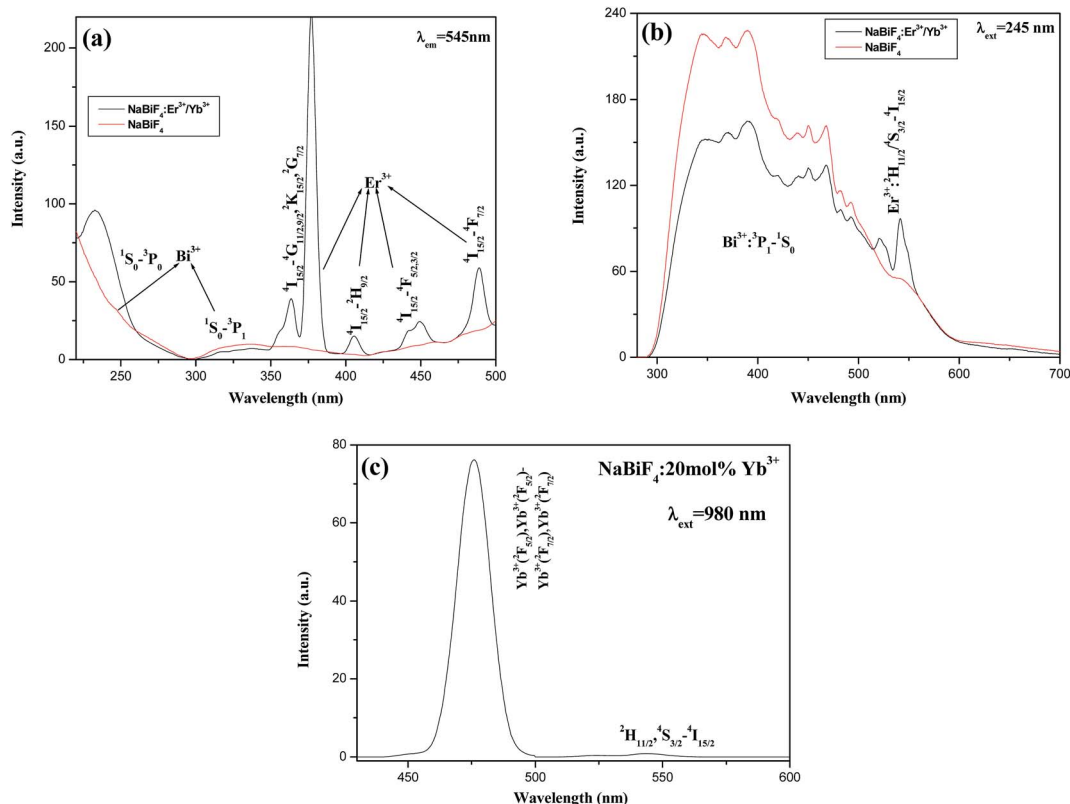 (a)
λem=545nm
NaBiF4:Er3+/Yb3+
NaBiF4
1S0-3P0
Bi3+
1S0-3P1
4I15/2-4G11/2,9/2,2K15/2,2G7/2
Er3+
4I15/2-2H9/2
4I15/2-4F5/2,3/2
4I15/2-4F7/2
Intensity (a.u.)
200
150
100
50
0
250 300 350 400 450 500
Wavelength (nm)
(b)
λext=245 nm
NaBiF4:Er3+/Yb3+
NaBiF4
Er3+:2H11/2/4S3/2-4I15/2
Bi3+:3P1-1S0
Intensity (a.u.)
240
180
120
60
0
300 400 500 600 700
Wavelength (nm)
(c)
NaBiF4:20mol% Yb3+
λext=980 nm
Yb3+(2F5/2),Yb3+(2F5/2)-
Yb3+(2F7/2),Yb3+(2F7/2)
2H11/2,4S3/2-4I15/2
Intensity (a.u.)
80
60
40
20
0
450 500 550 600
Wavelength (nm)